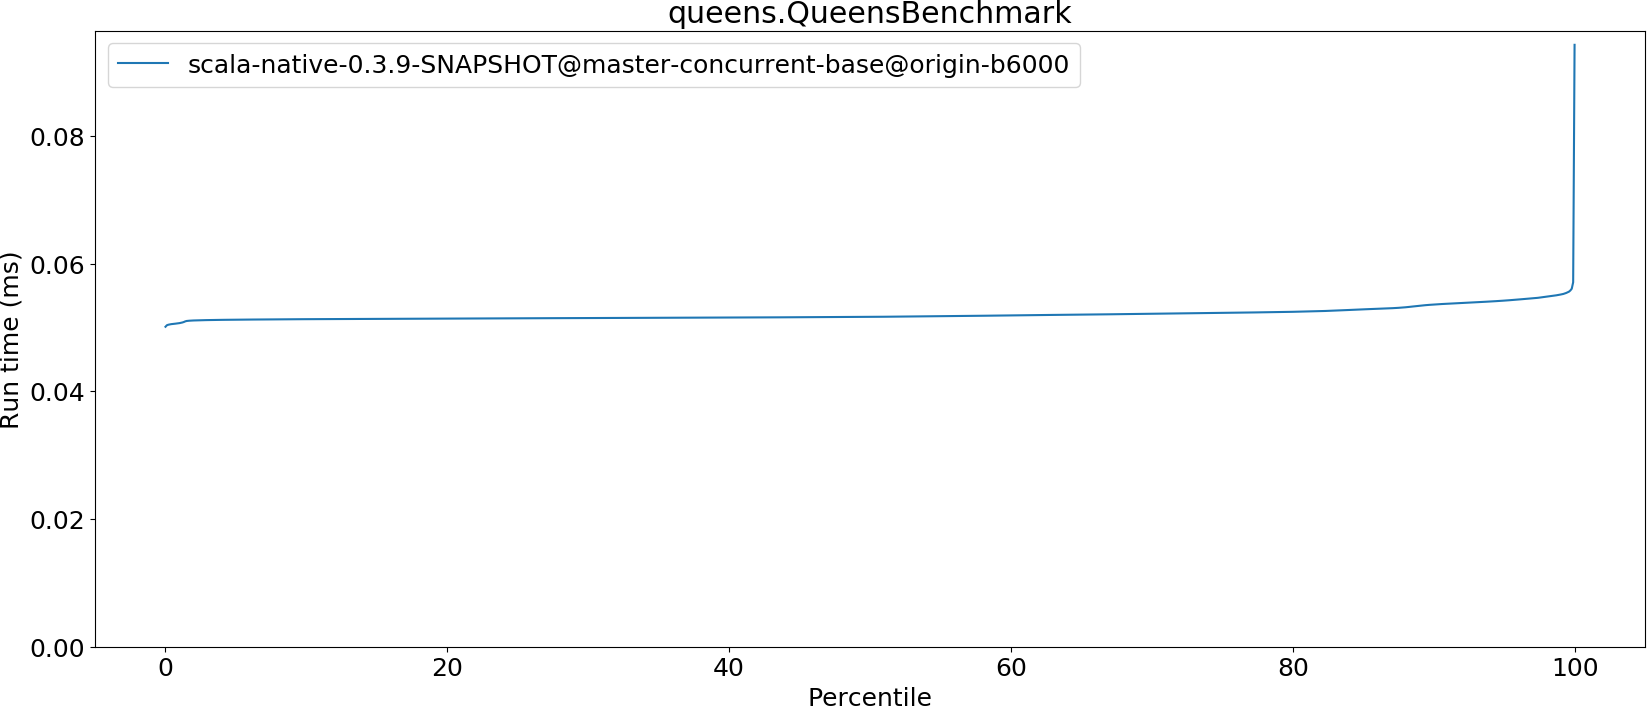 queens.QueensBenchmark
scala-native-0.3.9-SNAPSHOT@master-concurrent-base@origin-b6000
Run time (ms)
0.08
0.06
0.04
0.02
0.00
0 20 40 60 80 100
Percentile